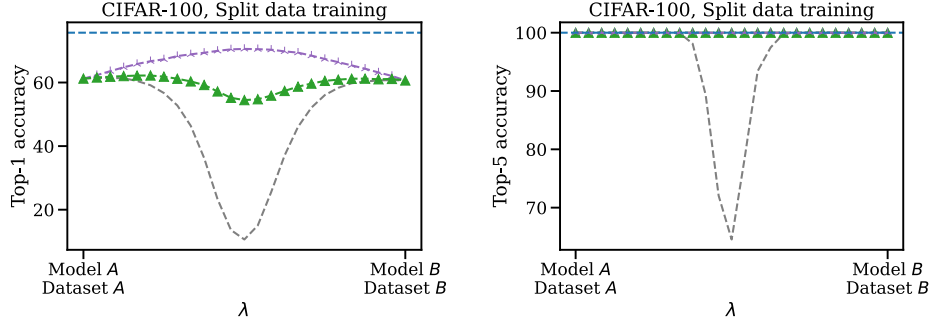 CIFAR-100, Split data training
Top-1 accuracy
60
40
20
Model A
Dataset A
Model B
Dataset B
λ
CIFAR-100, Split data training
Top-5 accuracy
100
90
80
70
Model A
Dataset A
Model B
Dataset B
λ